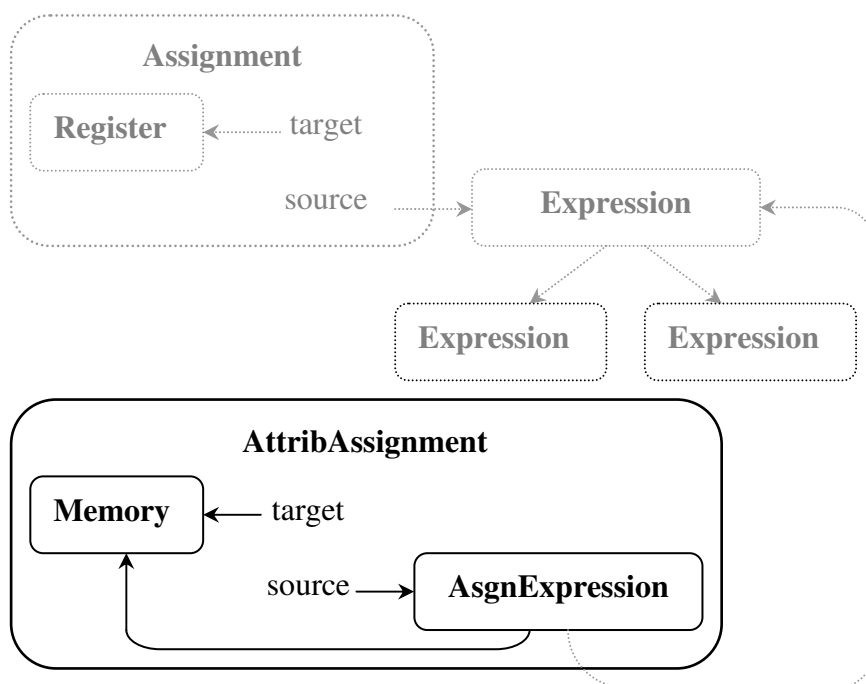 Assignment
Register target
source Expression
Expression Expression
AttribAssignment
Memory target
source AsgnExpression